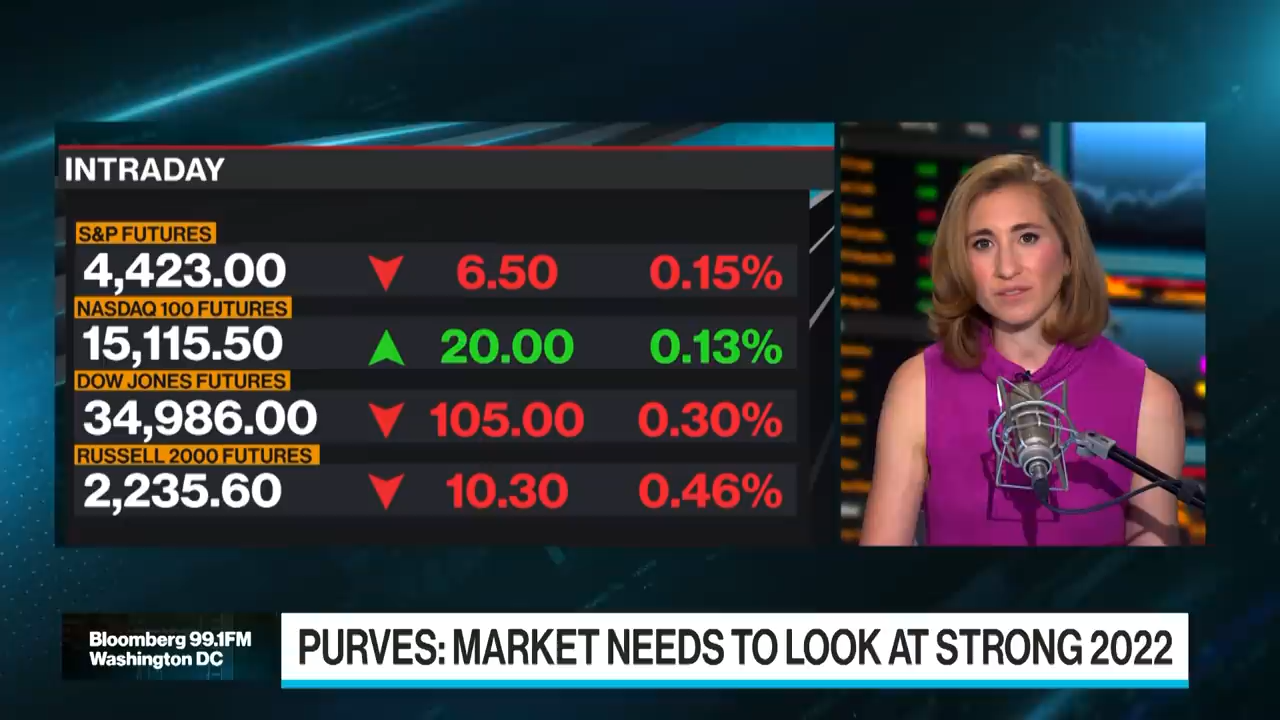 INTRADAY
S&P FUTURES
4,423.00 6.50 0.15%
NASDAQ 100 FUTURES
15,115.50 20.00 0.13%
DOW JONES FUTURES
34,986.00 105.00 0.30%
RUSSELL 2000 FUTURES
2,235.60 10.30 0.46%
Bloomberg 99.1FM
Washington DC
PURVES: MARKET NEEDS TO LOOK AT STRONG 2022